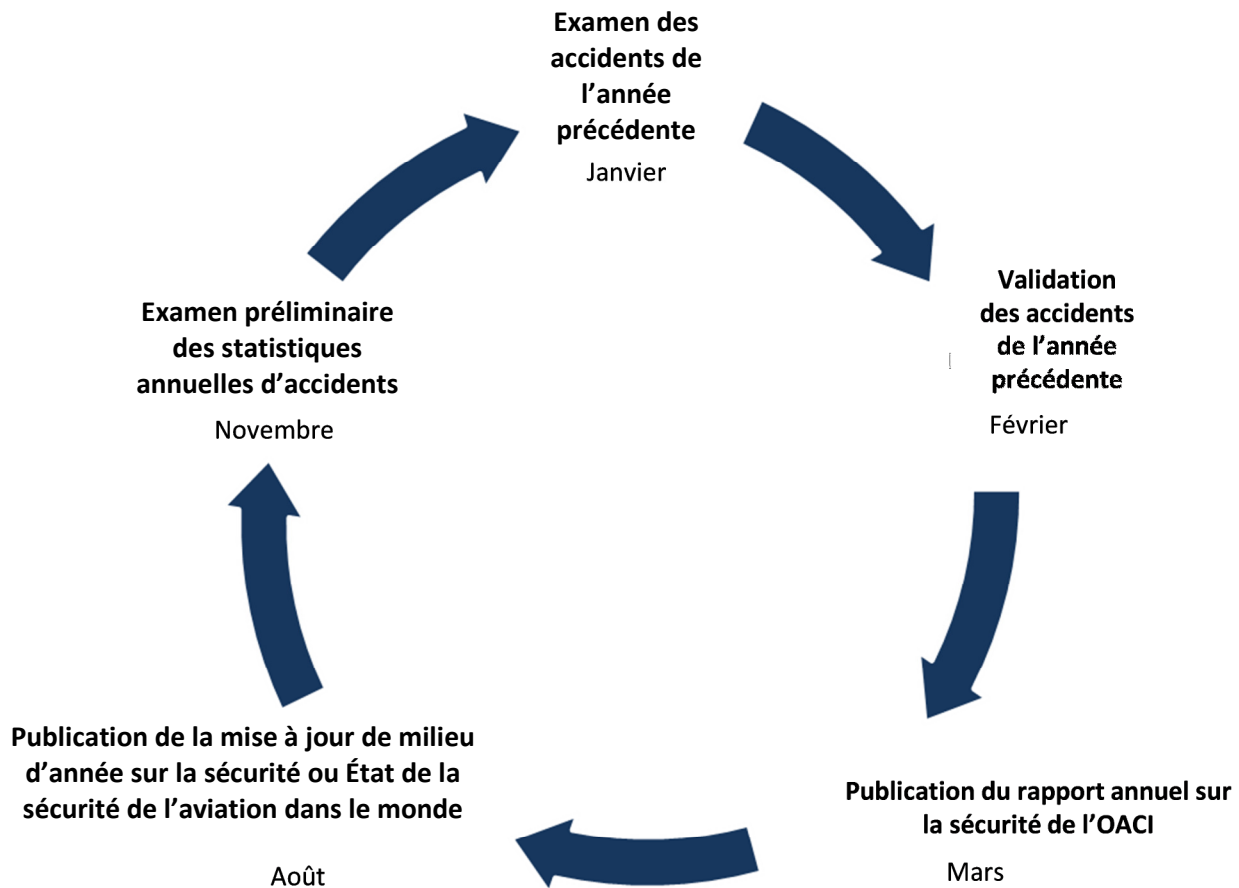 Examen des
accidents de
l’année
précédente
Janvier
Validation
des accidents
de l’année
précédente
Février
Publication du rapport annuel sur
la sécurité de l’OACI
Mars
Publication de la mise à jour de milieu
d’année sur la sécurité ou État de la
sécurité de l’aviation dans le monde
Août
Examen préliminaire
des statistiques
annuelles d’accidents
Novembre